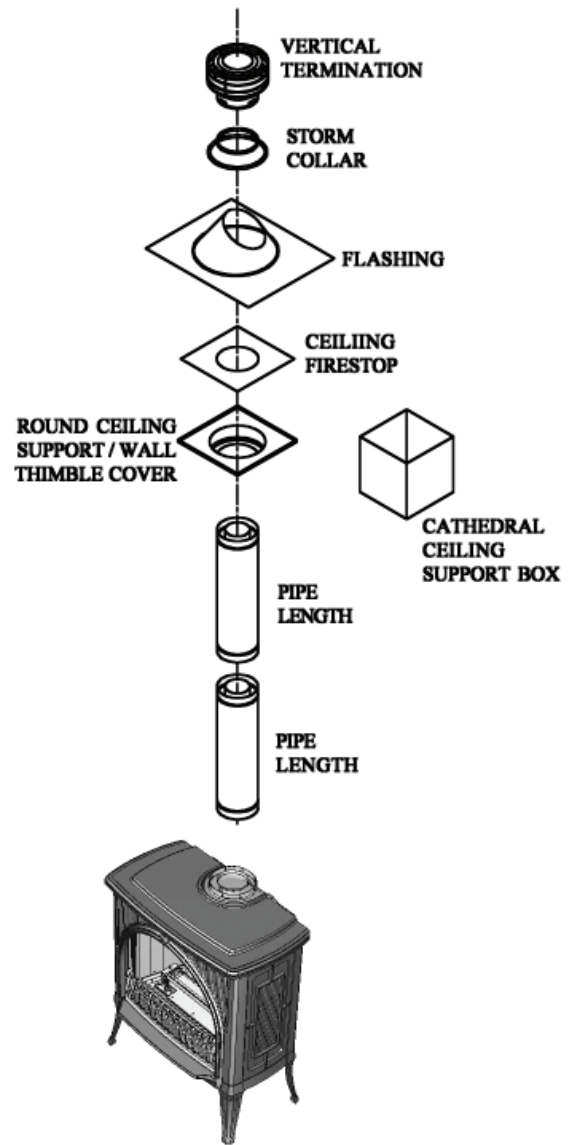 VERTICAL
TERMINATION
STORM
COLLAR
FLASHING
CEILIING
FIRESTOP
ROUND CEILING
SUPPORT / WALL
THIMBLE COVER
CATHEDRAL
CEILING
SUPPORT BOX
PIPE
LENGTH
PIPE
LENGTH